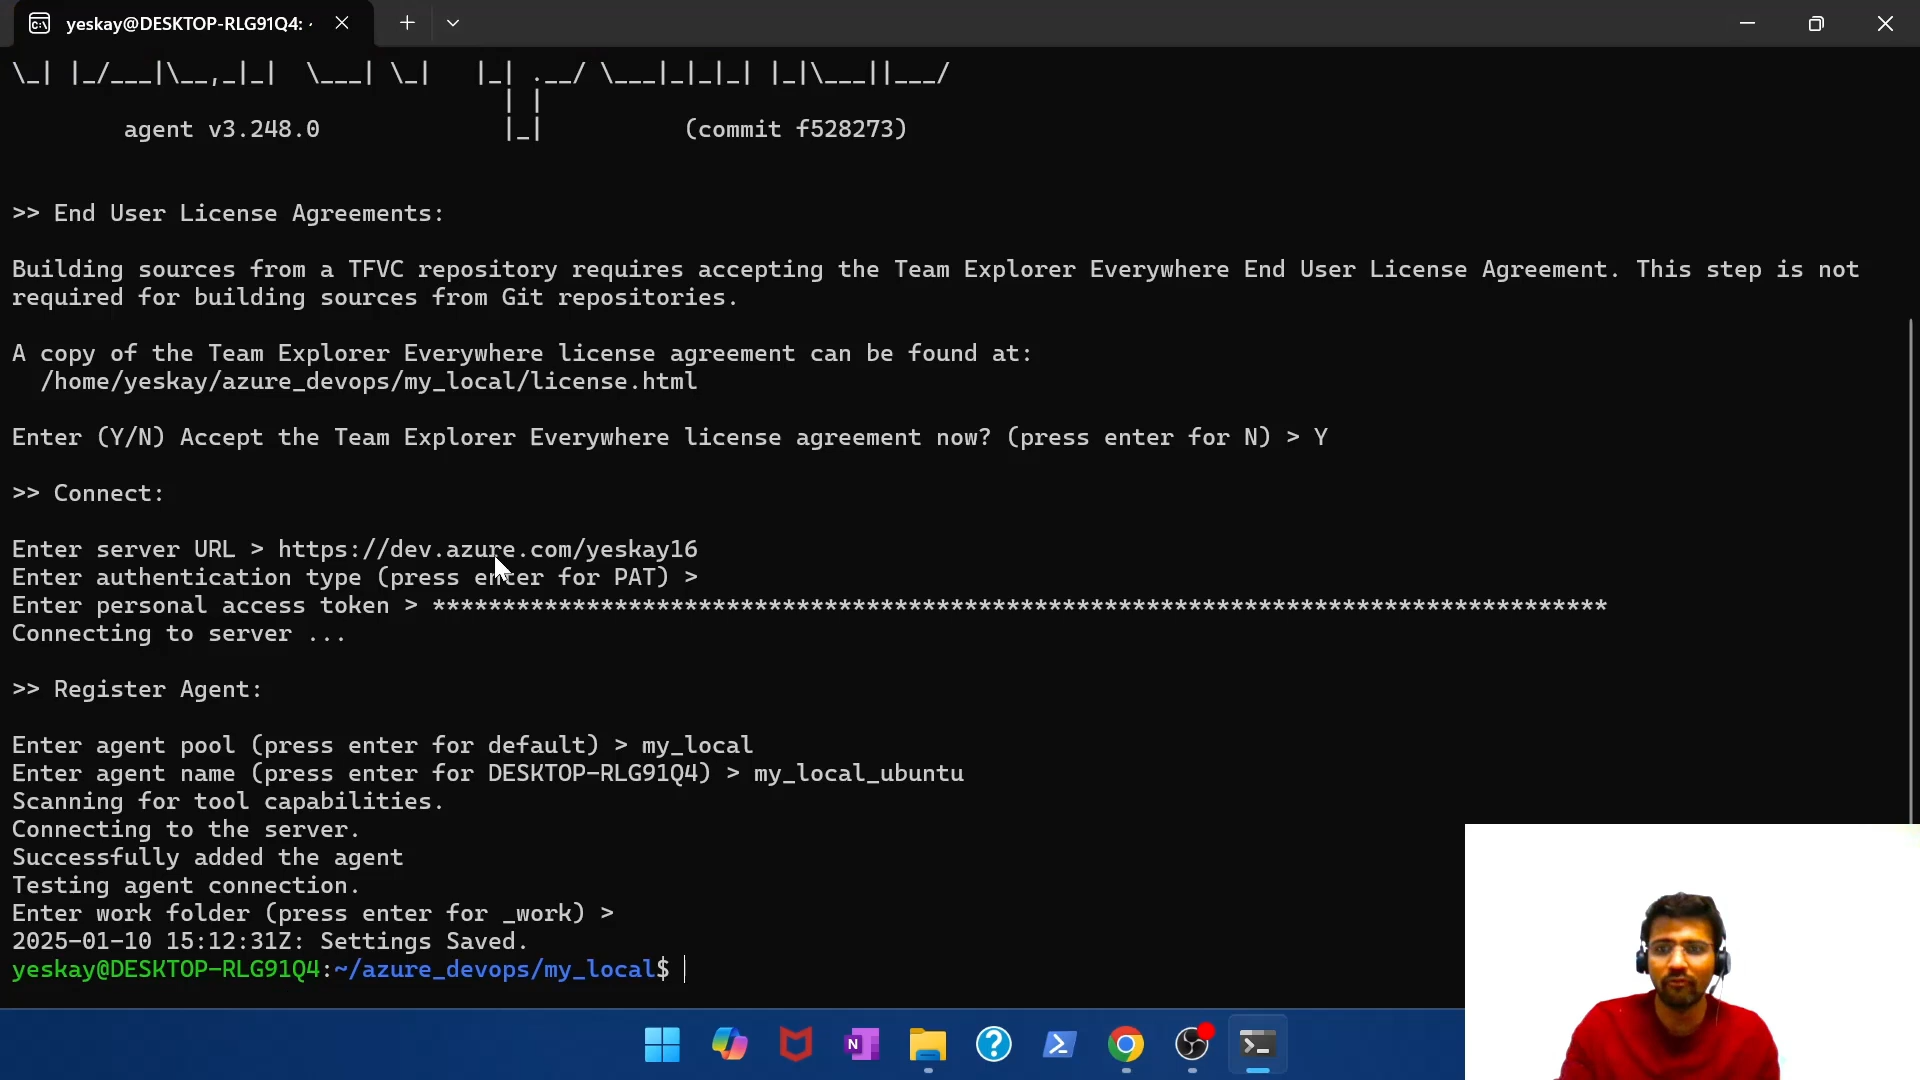 yeskay@DESKTOP-RLG91Q4: ·
\_| |_/___|\__,_|_|  \___| \_|   |_| .__/ \___|_|_|_| |_|\___||___/
| |
agent v3.248.0 |_| (commit f528273)
>> End User License Agreements:
Building sources from a TFVC repository requires accepting the Team Explorer Everywhere End User License Agreement. This step is not
required for building sources from Git repositories.
A copy of the Team Explorer Everywhere license agreement can be found at:
/home/yeskay/azure_devops/my_local/license.html
Enter (Y/N) Accept the Team Explorer Everywhere license agreement now? (press enter for N) > Y
>> Connect:
Enter server URL > https://dev.azure.com/yeskay16
Enter authentication type (press enter for PAT) >
Enter personal access token > ************************************************************************************
Connecting to server ...
>> Register Agent:
Enter agent pool (press enter for default) > my_local
Enter agent name (press enter for DESKTOP-RLG91Q4) > my_local_ubuntu
Scanning for tool capabilities.
Connecting to the server.
Successfully added the agent
Testing agent connection.
Enter work folder (press enter for _work) >
2025-01-10 15:12:31Z: Settings Saved.
yeskay@DESKTOP-RLG91Q4:~/azure_devops/my_local$